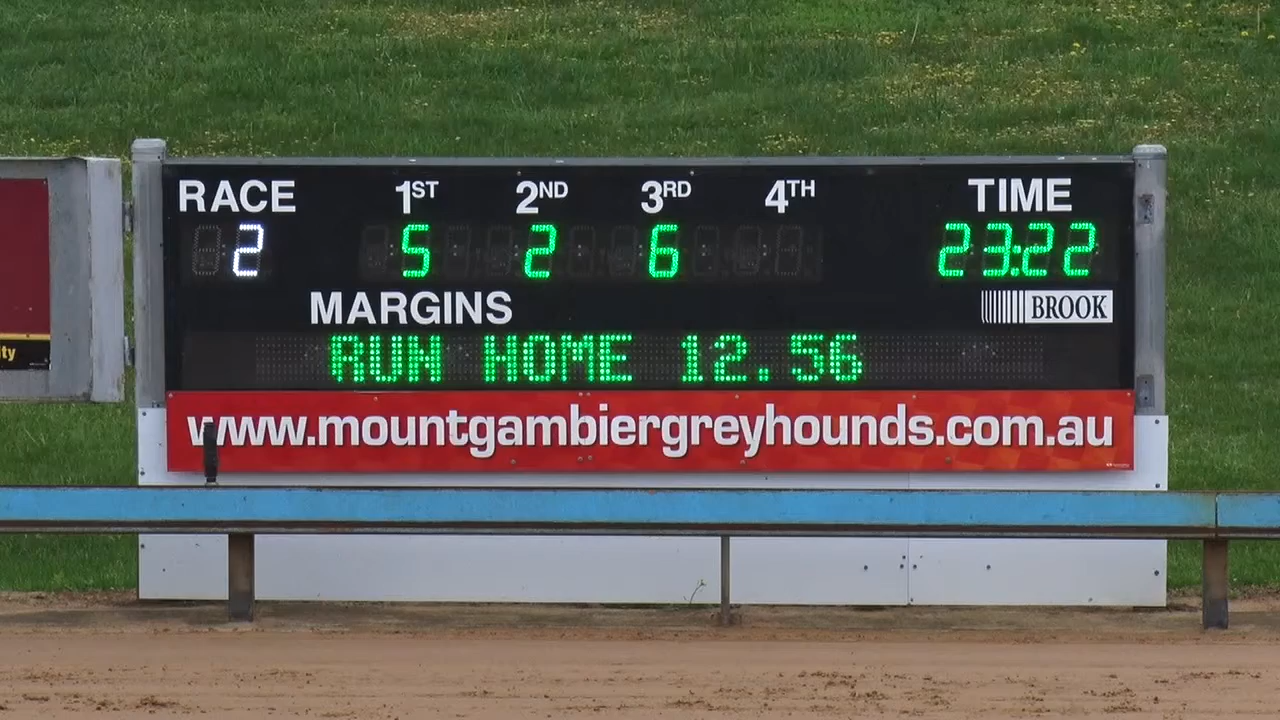 RACE 1ST 2ND 3RD 4TH TIME
2 5 2 6 23:22
MARGINS BROOK
RUN HOME 12.56
ity
www.mountgambiergreyhounds.com.au